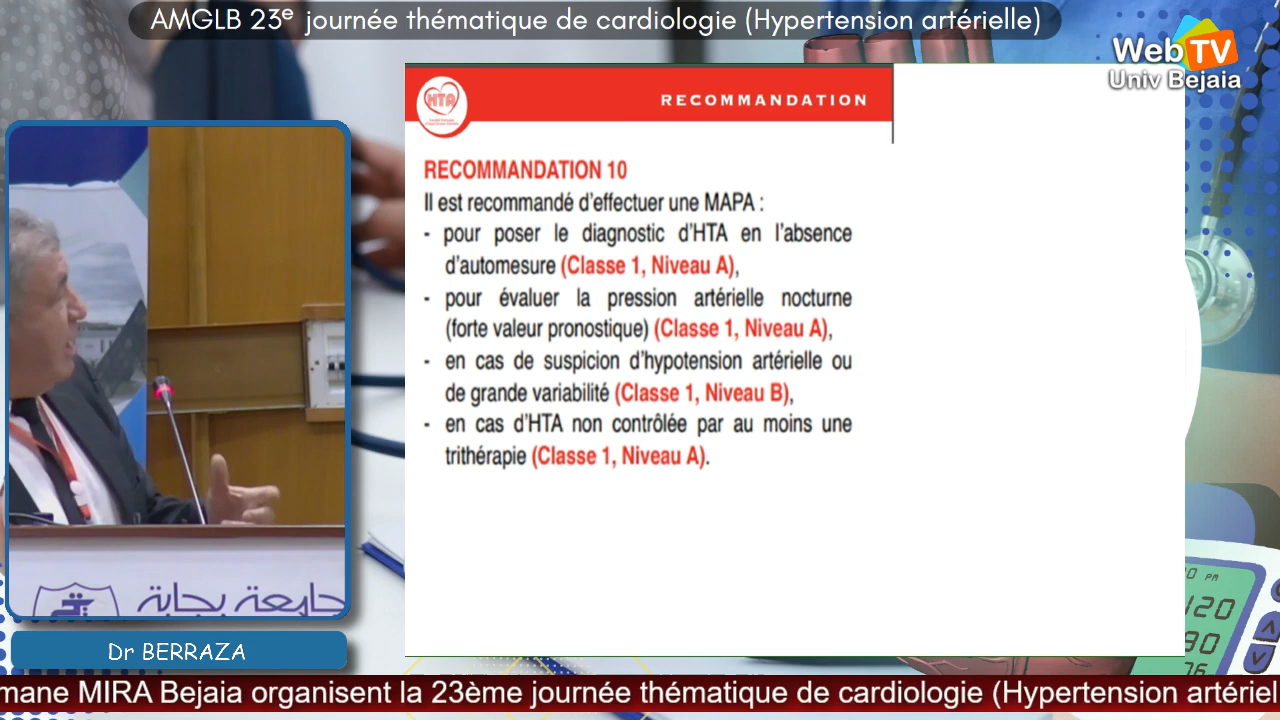 AMGLB 23e journée thématique de cardiologie (Hypertension artérielle)
WebTV
Univ Bejaia
HTA
RECOMMANDATION
RECOMMANDATION 10
Il est recommandé d'effectuer une MAPA :
- pour poser le diagnostic d'HTA en l'absence
d'automesure (Classe 1, Niveau A),
- pour évaluer la pression artérielle nocturne
(forte valeur pronostique) (Classe 1, Niveau A),
- en cas de suspicion d'hypotension artérielle ou
de grande variabilité (Classe 1, Niveau B),
- en cas d'HTA non contrôlée par au moins une
trithérapie (Classe 1, Niveau A).
جامعة بجاية
PM
120
80
76
Dr BERRAZA
mane MIRA Bejaia organisent la 23ème journée thématique de cardiologie (Hypertension artériel